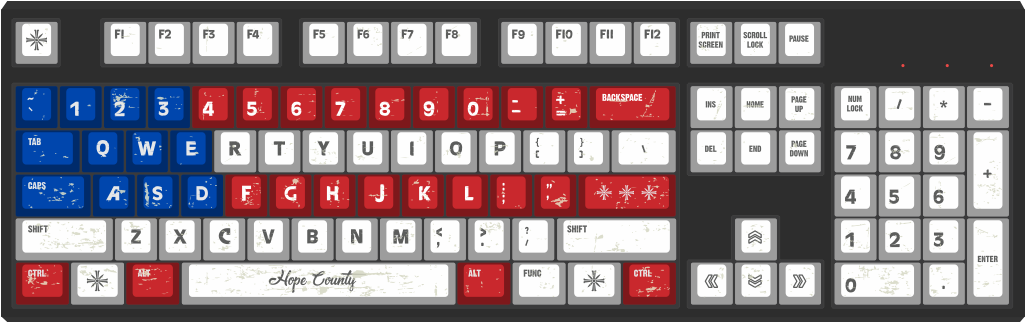 F1 F2 F3 F4 F5 F6 F7 F8 F9 F10 F11 F12 PRINT SCREEN SCROLL LOCK PAUSE
~ ` 1 2 3 4 5 6 7 8 9 0 - = BACKSPACE INS HOME PAGE UP NUM LOCK / * -
TAB Q W E R T Y U I O P { [ } ] \ DEL END PAGE DOWN 7 8 9 +
CAPS A S D F G H J K L : ; " ' 4 5 6
SHIFT Z X C V B N M < , > . ? / SHIFT 1 2 3 ENTER
CTRL ALT Hope County ALT FUNC CTRL 0 .